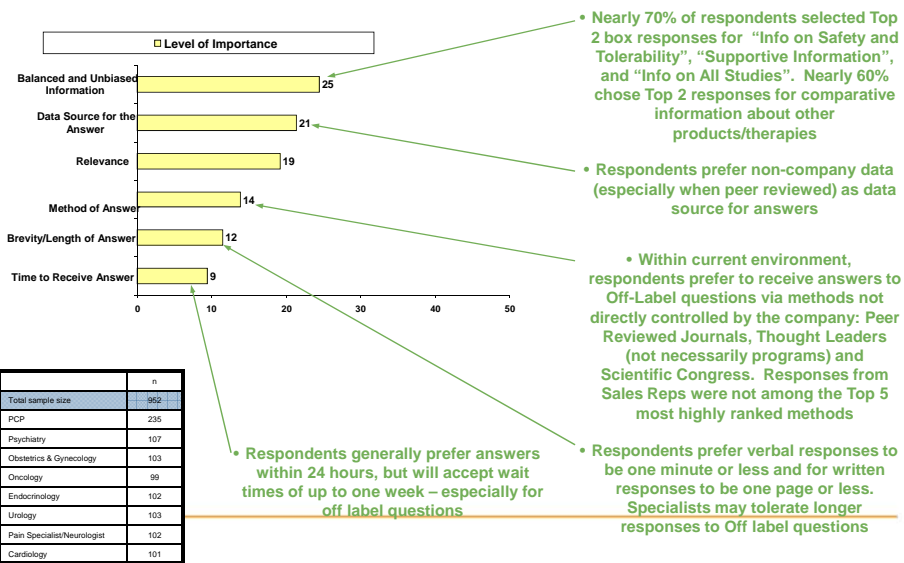 Level of Importance
Balanced and Unbiased
Information
25
Data Source for the
Answer
21
Relevance
19
Method of Answer
14
Brevity/Length of Answer
12
Time to Receive Answer
9
0 10 20 30 40 50
• Nearly 70% of respondents selected Top
2 box responses for “Info on Safety and
Tolerability”, “Supportive Information”,
and “Info on All Studies”. Nearly 60%
chose Top 2 responses for comparative
information about other
products/therapies
• Respondents prefer non-company data
(especially when peer reviewed) as data
source for answers
• Within current environment,
respondents prefer to receive answers to
Off-Label questions via methods not
directly controlled by the company: Peer
Reviewed Journals, Thought Leaders
(not necessarily programs) and
Scientific Congress. Responses from
Sales Reps were not among the Top 5
most highly ranked methods
• Respondents prefer verbal responses to
be one minute or less and for written
responses to be one page or less.
Specialists may tolerate longer
responses to Off label questions
• Respondents generally prefer answers
within 24 hours, but will accept wait
times of up to one week – especially for
off label questions
n
Total sample size 952
PCP 235
Psychiatry 107
Obstetrics & Gynecology 103
Oncology 99
Endocrinology 102
Urology 103
Pain Specialist/Neurologist 102
Cardiology 101